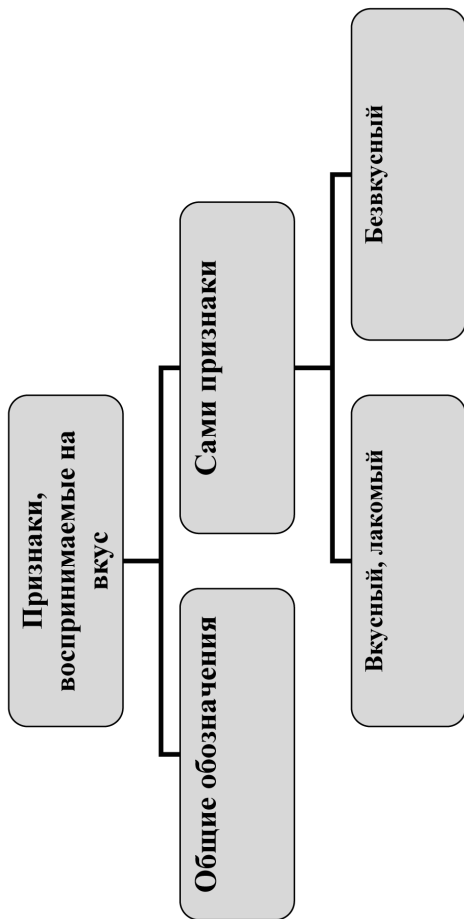 Признаки,
воспринимаемые на
вкус
Общие обозначения
Сами признаки
Вкусный, лакомый
Безвкусный